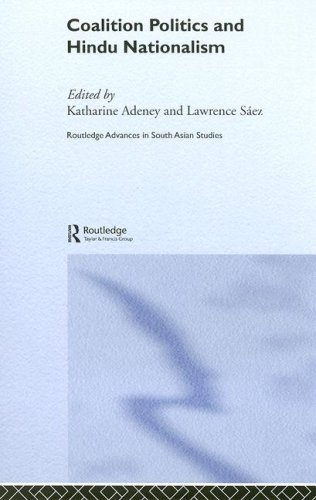 Coalition Politics and
Hindu Nationalism
Edited by
Katharine Adeney and Lawrence Sáez
Routledge Advances in South Asian Studies
Routledge
Taylor & Francis Group